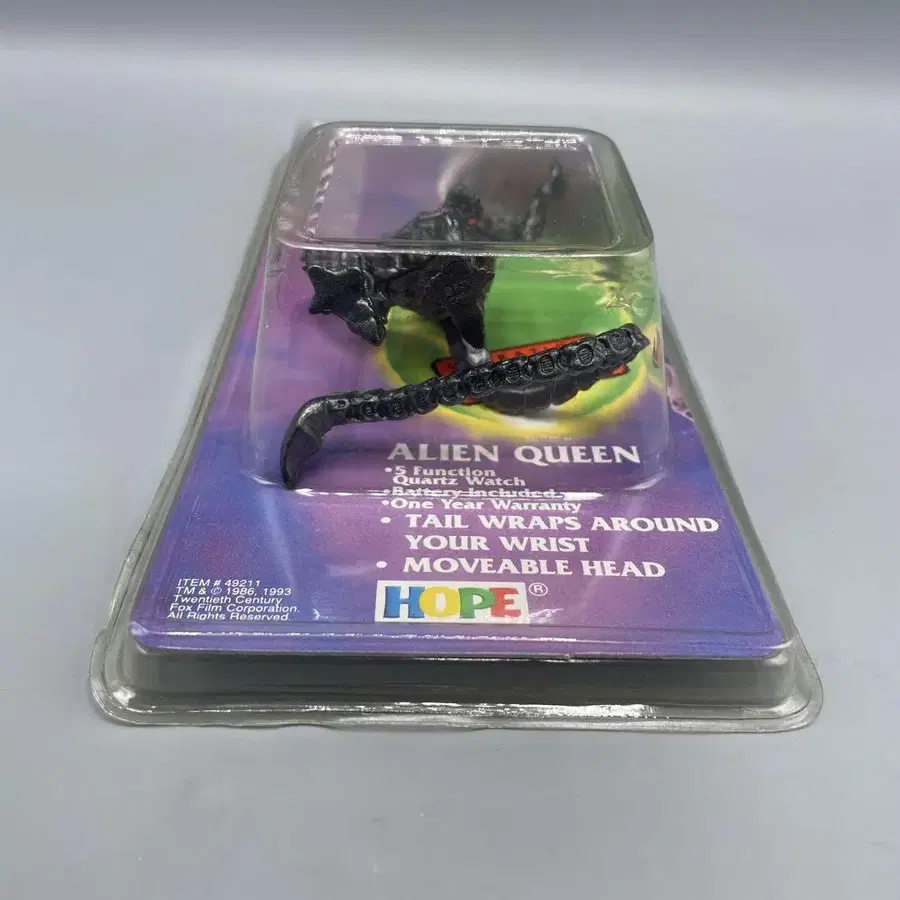 ALIEN QUEEN
•5 Function
Quartz Watch
•Battery Included.
•One Year Warranty
• TAIL WRAPS AROUND
YOUR WRIST
• MOVEABLE HEAD
HOPE®
ITEM # 49211
TM & © 1986, 1993
Twentieth Century
Fox Film Corporation.
All Rights Reserved.